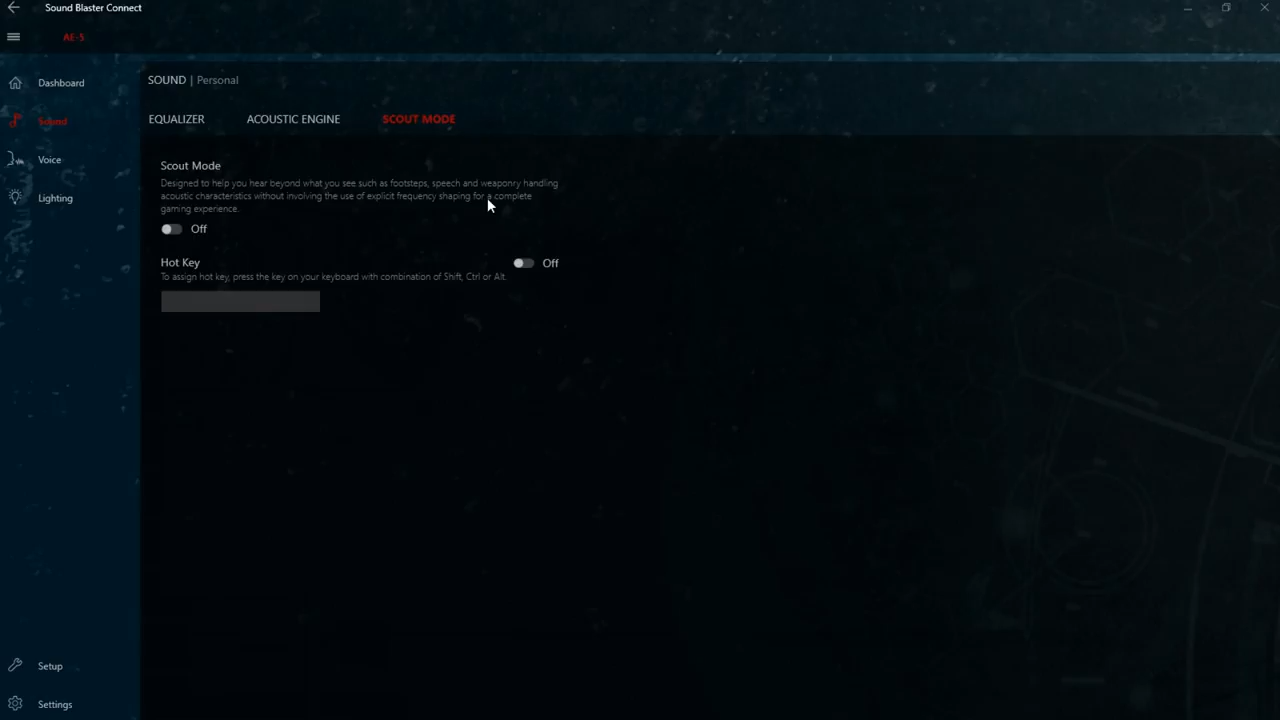 Sound Blaster Connect
AE-5
Dashboard
Sound
Voice
Lighting
Setup
Settings
SOUND | Personal
EQUALIZER ACOUSTIC ENGINE SCOUT MODE
Scout Mode
Designed to help you hear beyond what you see such as footsteps, speech and weaponry handling
acoustic characteristics without involving the use of explicit frequency shaping for a complete
gaming experience.
Off
Hot Key Off
To assign hot key, press the key on your keyboard with combination of Shift, Ctrl or Alt.